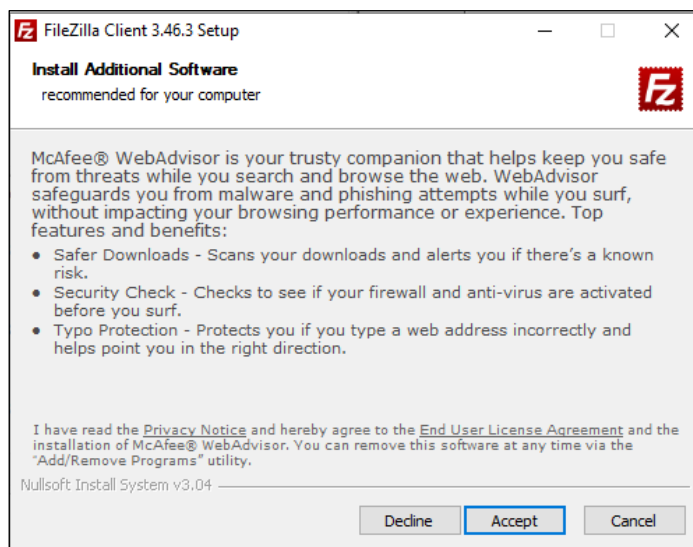 FileZilla Client 3.46.3 Setup
Install Additional Software
recommended for your computer
Fz
McAfee® WebAdvisor is your trusty companion that helps keep you safe
from threats while you search and browse the web. WebAdvisor
safeguards you from malware and phishing attempts while you surf,
without impacting your browsing performance or experience. Top
features and benefits:
• Safer Downloads - Scans your downloads and alerts you if there's a known
risk.
• Security Check - Checks to see if your firewall and anti-virus are activated
before you surf.
• Typo Protection - Protects you if you type a web address incorrectly and
helps point you in the right direction.
I have read the Privacy Notice and hereby agree to the End User License Agreement and the
installation of McAfee® WebAdvisor. You can remove this software at any time via the
“Add/Remove Programs” utility.
Nullsoft Install System v3.04
Decline Accept Cancel